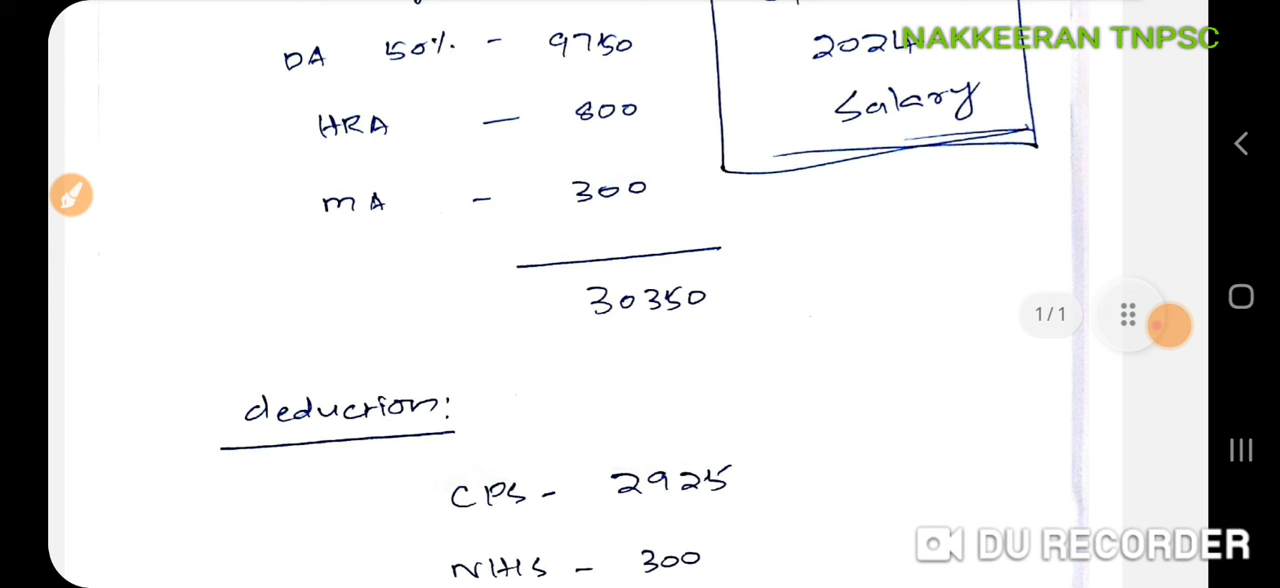 DA 50% - 9750
HRA — 800
MA - 300
30350
2024
Salary
NAKKEERAN TNPSC
1/1
deduction:
CPS - 2925
NHIS - 300
DU RECORDER